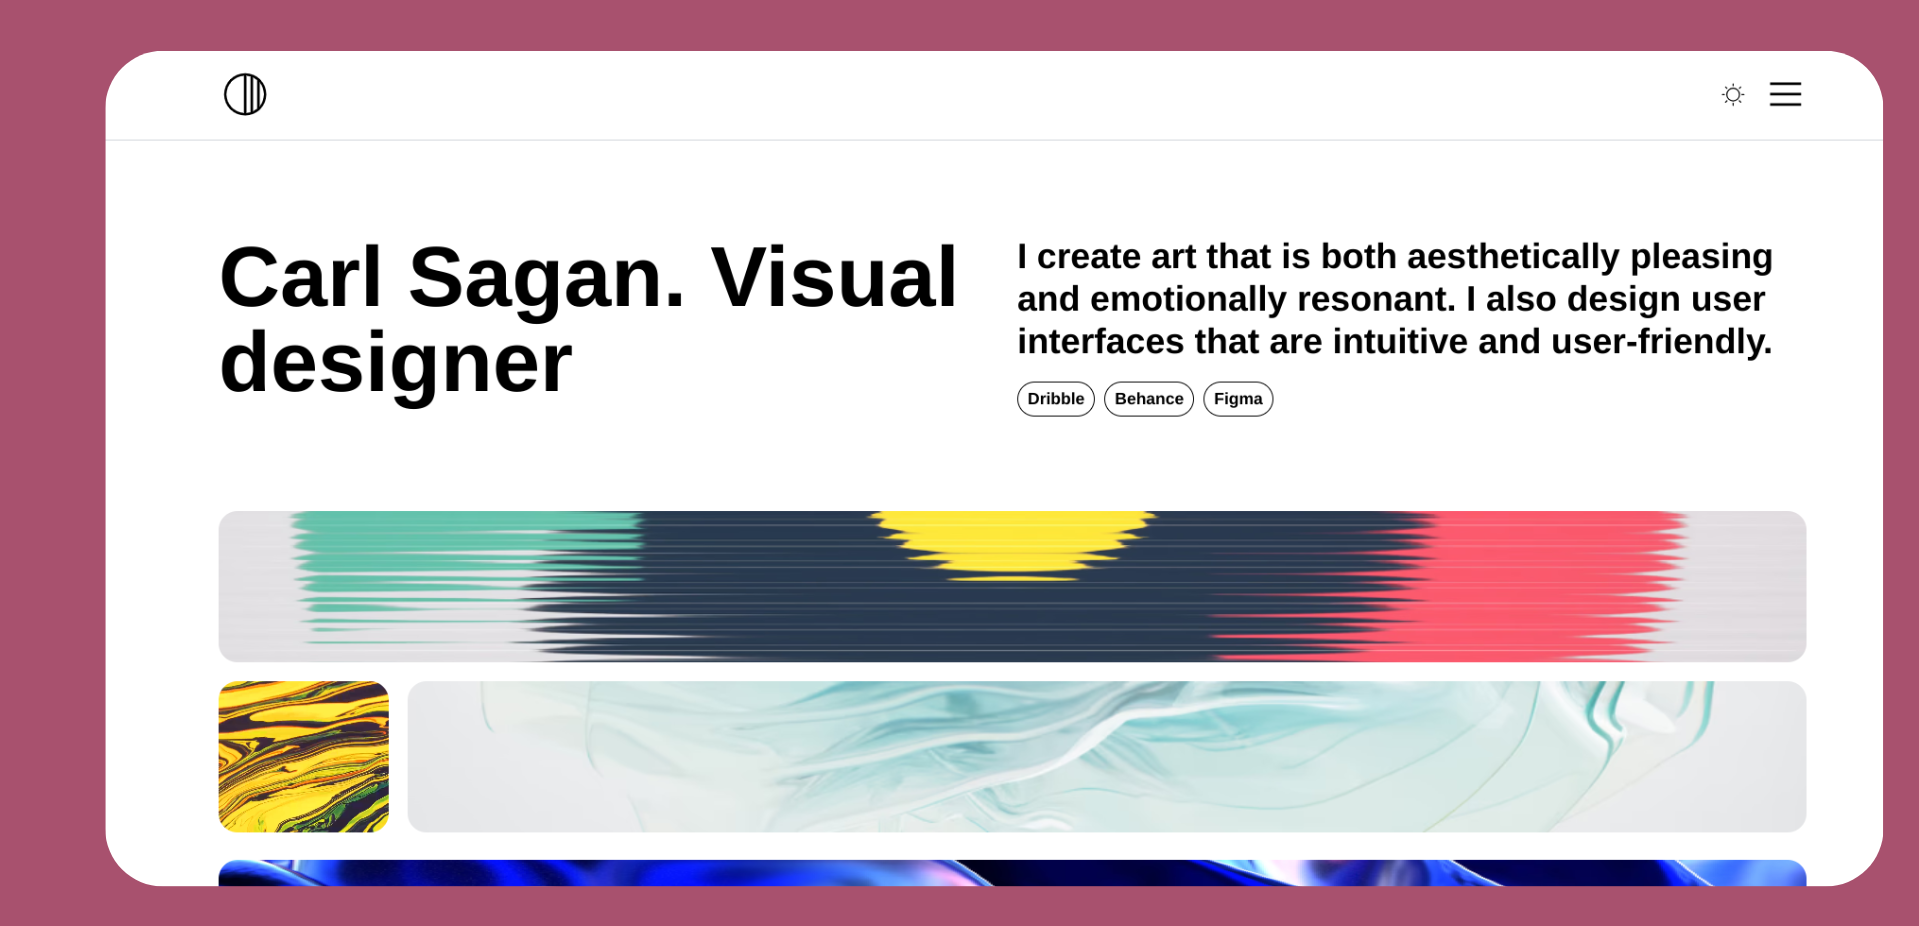 Carl Sagan. Visual
designer
I create art that is both aesthetically pleasing
and emotionally resonant. I also design user
interfaces that are intuitive and user-friendly.
Dribble
Behance
Figma